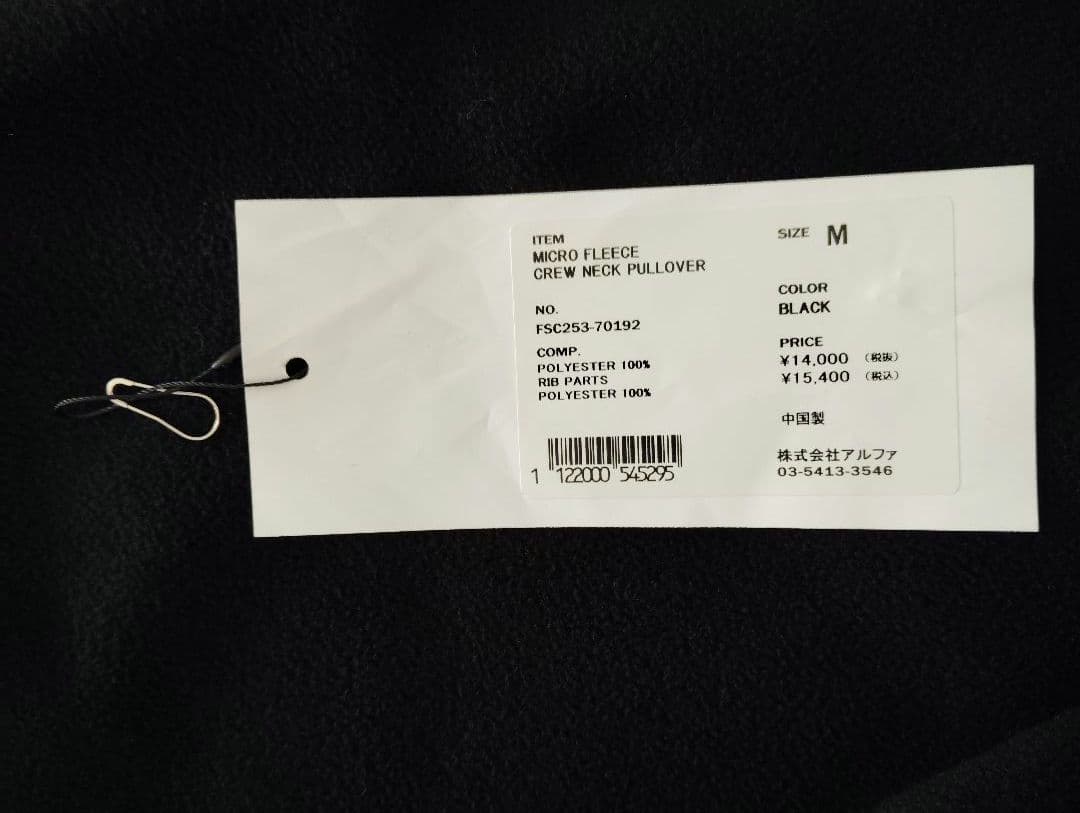 ITEM
MICRO FLEECE
CREW NECK PULLOVER
NO.
FSC253-70192
COMP.
POLYESTER 100%
RIB PARTS
POLYESTER 100%
1 122000 545295
SIZE M
COLOR
BLACK
PRICE
¥14,000 (税抜)
¥15,400 (税込)
中国製
株式会社アルファ
03-5413-3546